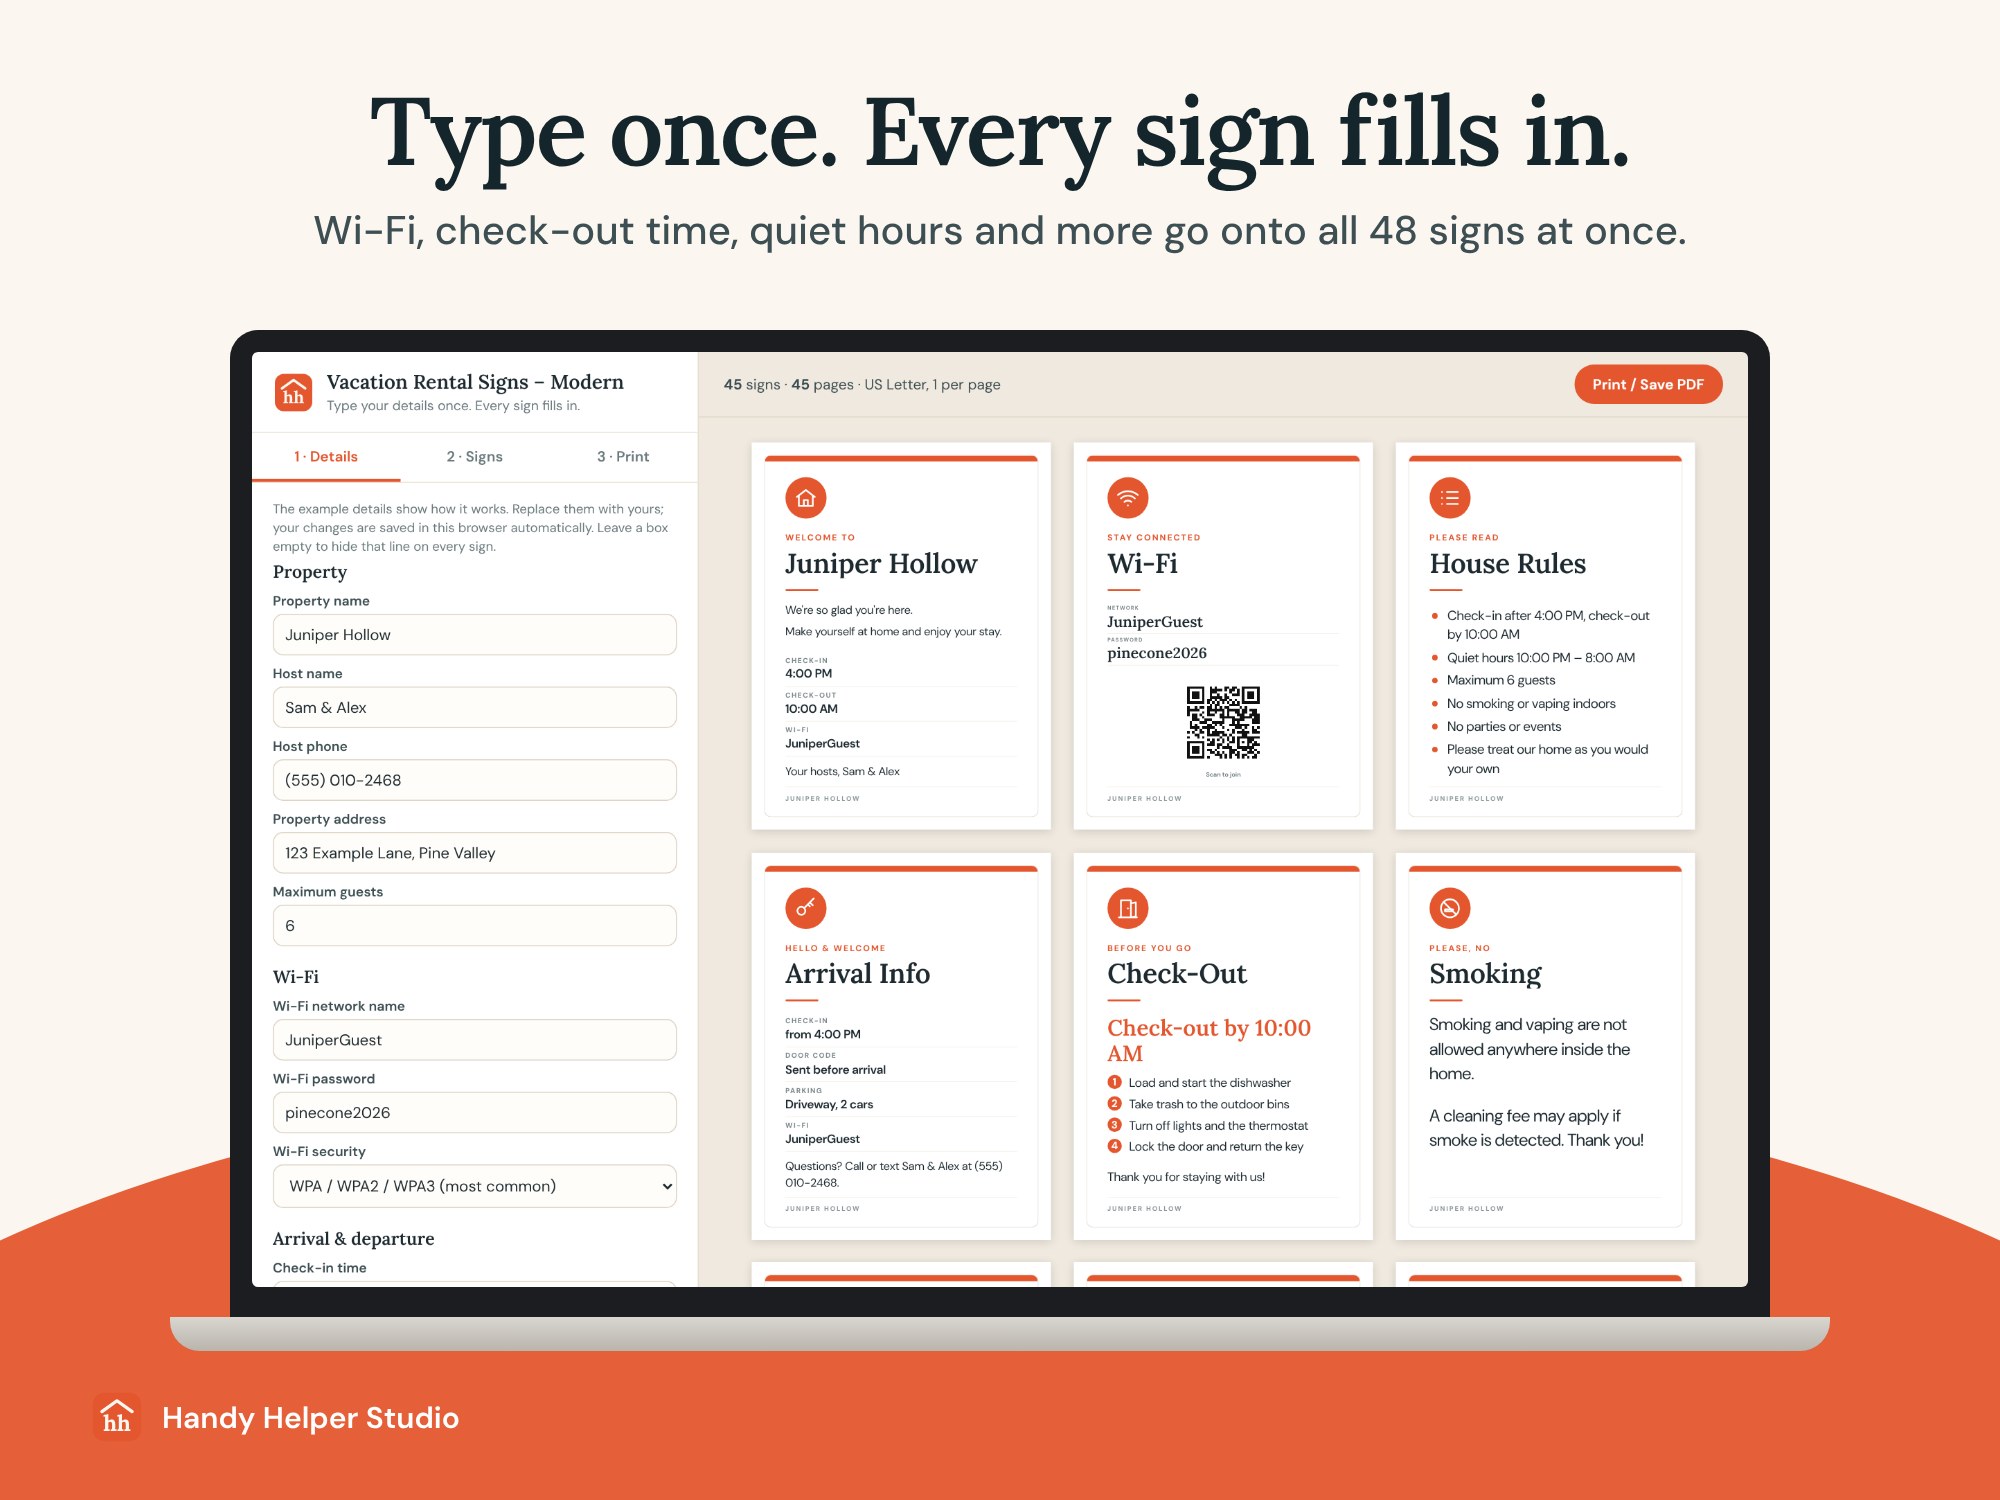 Type once. Every sign fills in.
Wi-Fi, check-out time, quiet hours and more go onto all 48 signs at once.
hh
Vacation Rental Signs – Modern
Type your details once. Every sign fills in.
1 · Details
2 · Signs
3 · Print
The example details show how it works. Replace them with yours;
your changes are saved in this browser automatically. Leave a box
empty to hide that line on every sign.
Property
Property name
Juniper Hollow
Host name
Sam & Alex
Host phone
(555) 010-2468
Property address
123 Example Lane, Pine Valley
Maximum guests
6
Wi-Fi
Wi-Fi network name
JuniperGuest
Wi-Fi password
pinecone2026
Wi-Fi security
WPA / WPA2 / WPA3 (most common)
Arrival & departure
Check-in time
45 signs · 45 pages · US Letter, 1 per page
Print / Save PDF
WELCOME TO
Juniper Hollow
We're so glad you're here.
Make yourself at home and enjoy your stay.
CHECK-IN
4:00 PM
CHECK-OUT
10:00 AM
WI-FI
JuniperGuest
Your hosts, Sam & Alex
JUNIPER HOLLOW
STAY CONNECTED
Wi-Fi
NETWORK
JuniperGuest
PASSWORD
pinecone2026
Scan to join
JUNIPER HOLLOW
PLEASE READ
House Rules
Check-in after 4:00 PM, check-out
by 10:00 AM
Quiet hours 10:00 PM – 8:00 AM
Maximum 6 guests
No smoking or vaping indoors
No parties or events
Please treat our home as you would
your own
JUNIPER HOLLOW
HELLO & WELCOME
Arrival Info
CHECK-IN
from 4:00 PM
DOOR CODE
Sent before arrival
PARKING
Driveway, 2 cars
WI-FI
JuniperGuest
Questions? Call or text Sam & Alex at (555)
010-2468.
JUNIPER HOLLOW
BEFORE YOU GO
Check-Out
Check-out by 10:00
AM
1 Load and start the dishwasher
2 Take trash to the outdoor bins
3 Turn off lights and the thermostat
4 Lock the door and return the key
Thank you for staying with us!
JUNIPER HOLLOW
PLEASE, NO
Smoking
Smoking and vaping are not
allowed anywhere inside the
home.
A cleaning fee may apply if
smoke is detected. Thank you!
JUNIPER HOLLOW
hh
Handy Helper Studio